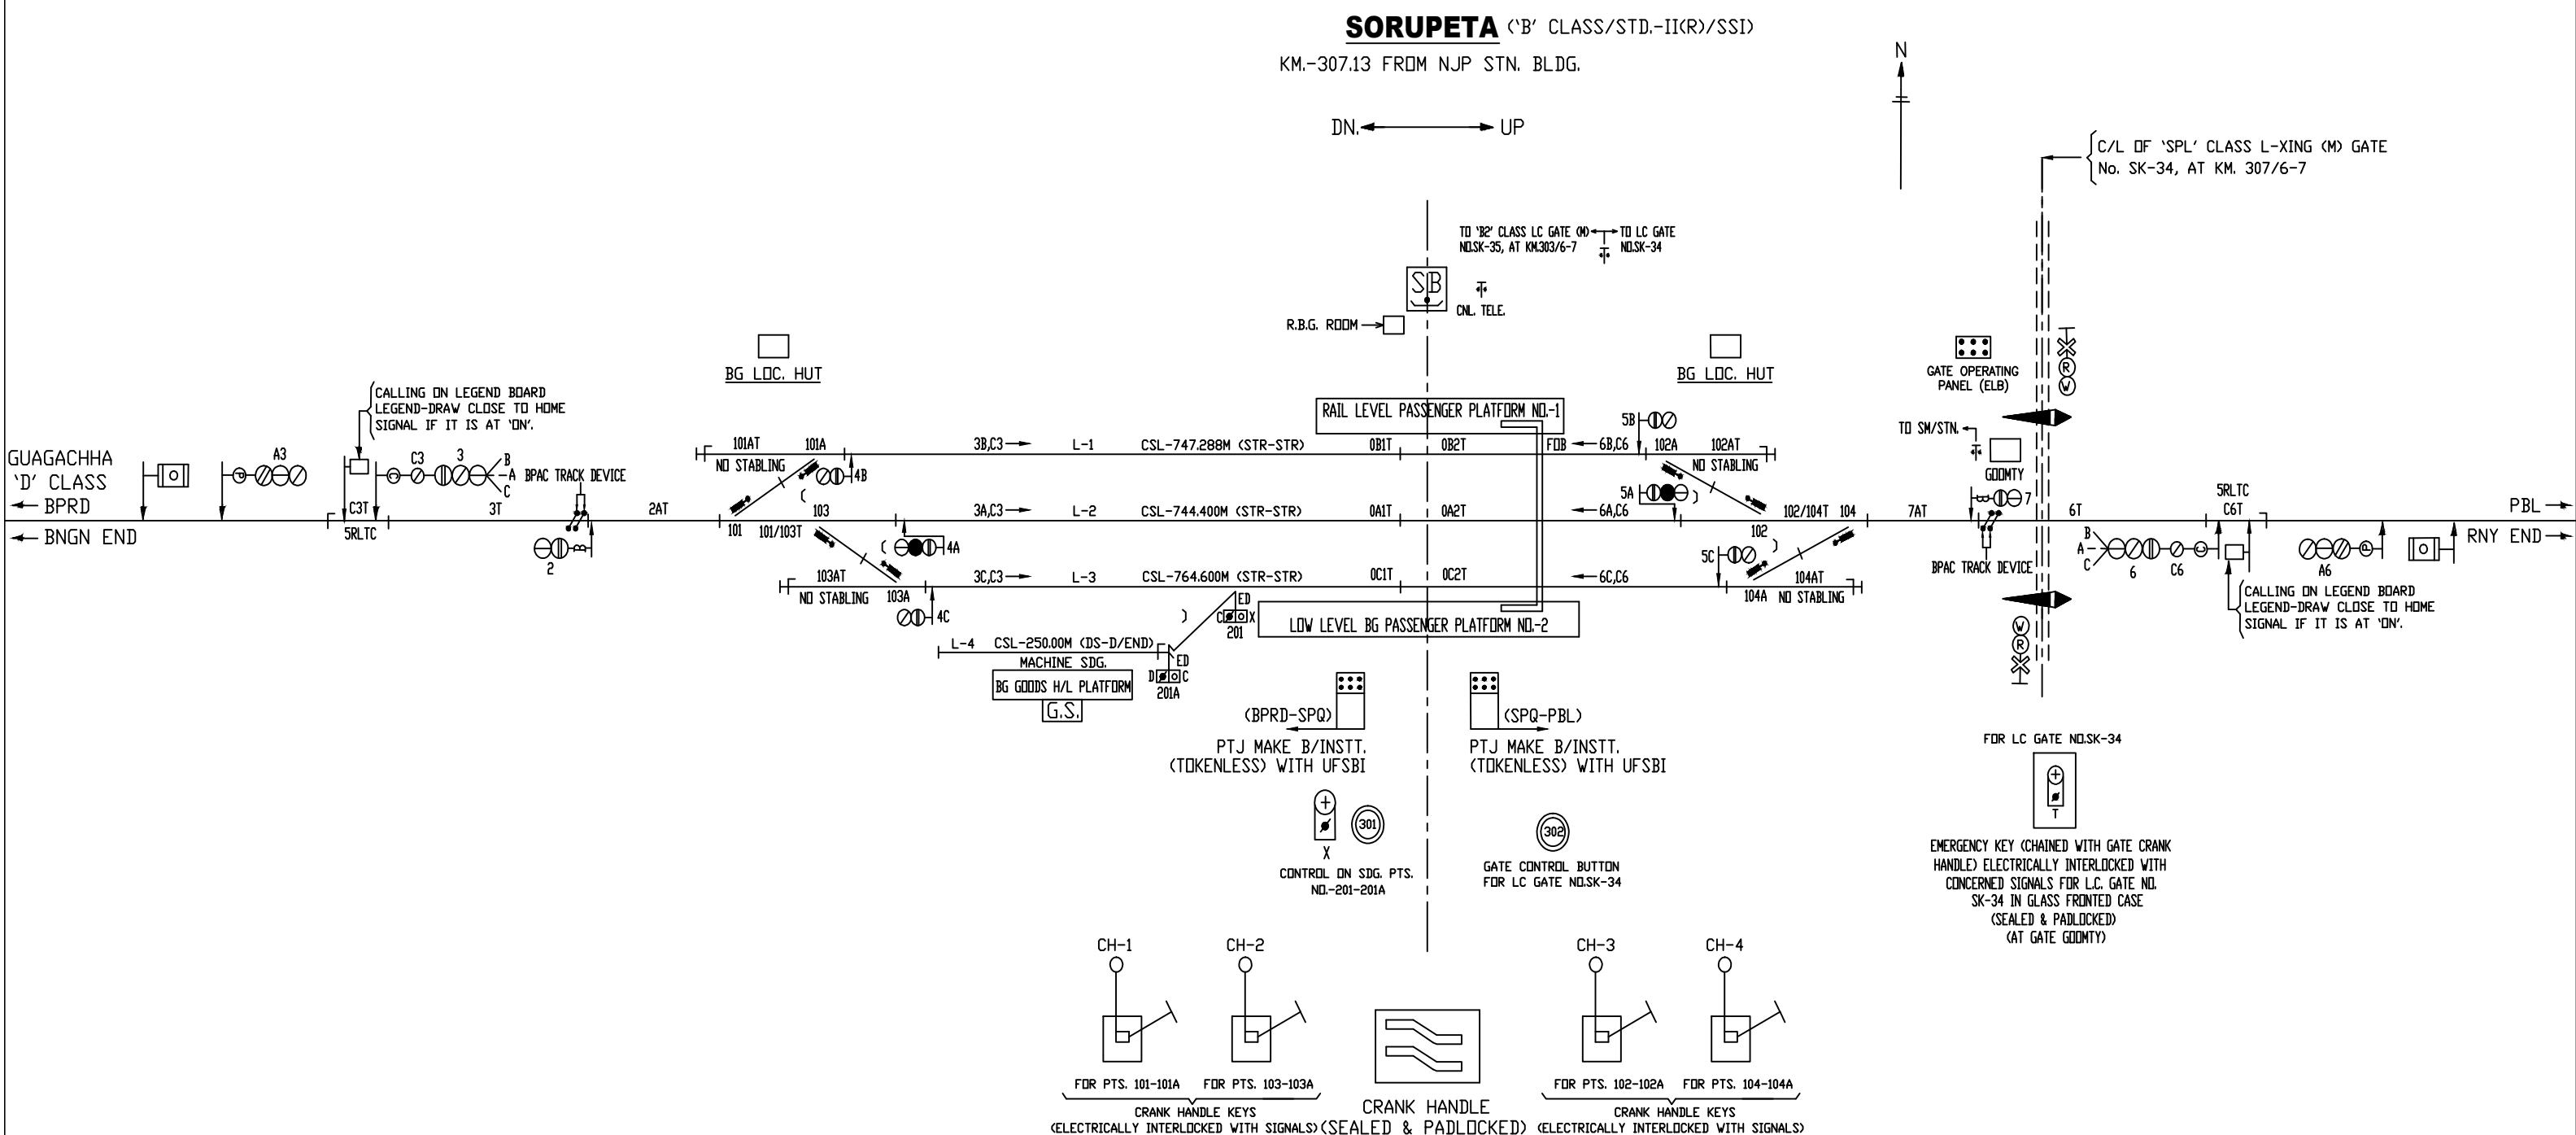 SORUPETA ('B' CLASS/STD.-II(R)/SSI)
KM.-307.13 FROM NJP STN. BLDG.
N
DN. UP
C/L OF 'SPL' CLASS L-XING (M) GATE
No. SK-34, AT KM. 307/6-7
TO 'B2' CLASS LC GATE (M)
NO.SK-35, AT KM.303/6-7
TO LC GATE
NO.SK-34
SB
CNL. TELE.
R.B.G. ROOM
BG LOC. HUT
BG LOC. HUT
GATE OPERATING
PANEL (ELB)
R
W
CALLING ON LEGEND BOARD
LEGEND-DRAW CLOSE TO HOME
SIGNAL IF IT IS AT 'ON'.
RAIL LEVEL PASSENGER PLATFORM NO.-1
5B
TO SM/STN.
GOOMTY
101AT 101A 3B,C3 L-1 CSL-747.288M (STR-STR) 0B1T 0B2T FOB 6B,C6 102A 102AT
NO STABLING
NO STABLING
GUAGACHHA
'D' CLASS
BPRD
BNGN END
A3
P
C3
C
3
B
A
C
BPAC TRACK DEVICE
4B
5A
B
7
5RLTC
C3T 3T 2AT 103 3A,C3 L-2 CSL-744.400M (STR-STR) 0A1T 0A2T 6A,C6 102/104T 104 7AT 6T C6T
PBL
RNY END
5RLTC
101 101/103T
102
B
2
4A
5C
BPAC TRACK DEVICE
B
A
C
6
C6
C
A6
P
103AT 3C,C3 L-3 CSL-764.600M (STR-STR) 0C1T 0C2T 6C,C6 104AT
NO STABLING 103A
104A NO STABLING
4C
ED
C X
201
LOW LEVEL BG PASSENGER PLATFORM NO.-2
CALLING ON LEGEND BOARD
LEGEND-DRAW CLOSE TO HOME
SIGNAL IF IT IS AT 'ON'.
W
R
L-4 CSL-250.00M (DS-D/END)
MACHINE SDG.
ED
D C
201A
BG GOODS H/L PLATFORM
G.S.
(BPRD-SPQ)
PTJ MAKE B/INSTT.
(TOKENLESS) WITH UFSBI
(SPQ-PBL)
PTJ MAKE B/INSTT.
(TOKENLESS) WITH UFSBI
X
301
CONTROL ON SDG. PTS.
NO.-201-201A
302
GATE CONTROL BUTTON
FOR LC GATE NO.SK-34
FOR LC GATE NO.SK-34
T
EMERGENCY KEY (CHAINED WITH GATE CRANK
HANDLE) ELECTRICALLY INTERLOCKED WITH
CONCERNED SIGNALS FOR L.C. GATE NO.
SK-34 IN GLASS FRONTED CASE
(SEALED & PADLOCKED)
(AT GATE GOOMTY)
CH-1 CH-2 CH-3 CH-4
FOR PTS. 101-101A FOR PTS. 103-103A
CRANK HANDLE KEYS
(ELECTRICALLY INTERLOCKED WITH SIGNALS)
CRANK HANDLE
(SEALED & PADLOCKED)
FOR PTS. 102-102A FOR PTS. 104-104A
CRANK HANDLE KEYS
(ELECTRICALLY INTERLOCKED WITH SIGNALS)